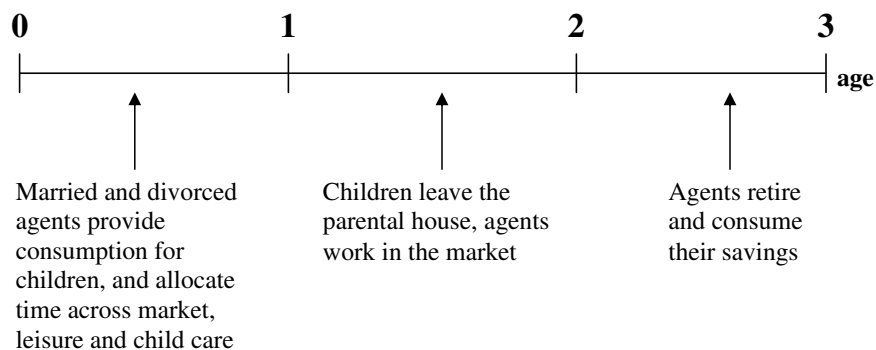 0 1 2 3
age
Married and divorced
agents provide
consumption for
children, and allocate
time across market,
leisure and child care
Children leave the
parental house, agents
work in the market
Agents retire
and consume
their savings